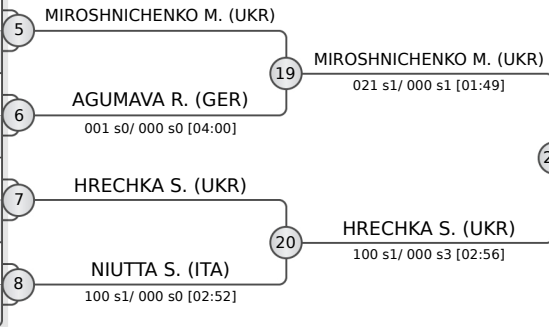 5
MIROSHNICHENKO M. (UKR)
19
MIROSHNICHENKO M. (UKR)
021 s1/ 000 s1 [01:49]
6
AGUMAVA R. (GER)
001 s0/ 000 s0 [04:00]
7
HRECHKA S. (UKR)
20
HRECHKA S. (UKR)
100 s1/ 000 s3 [02:56]
8
NIUTTA S. (ITA)
100 s1/ 000 s0 [02:52]